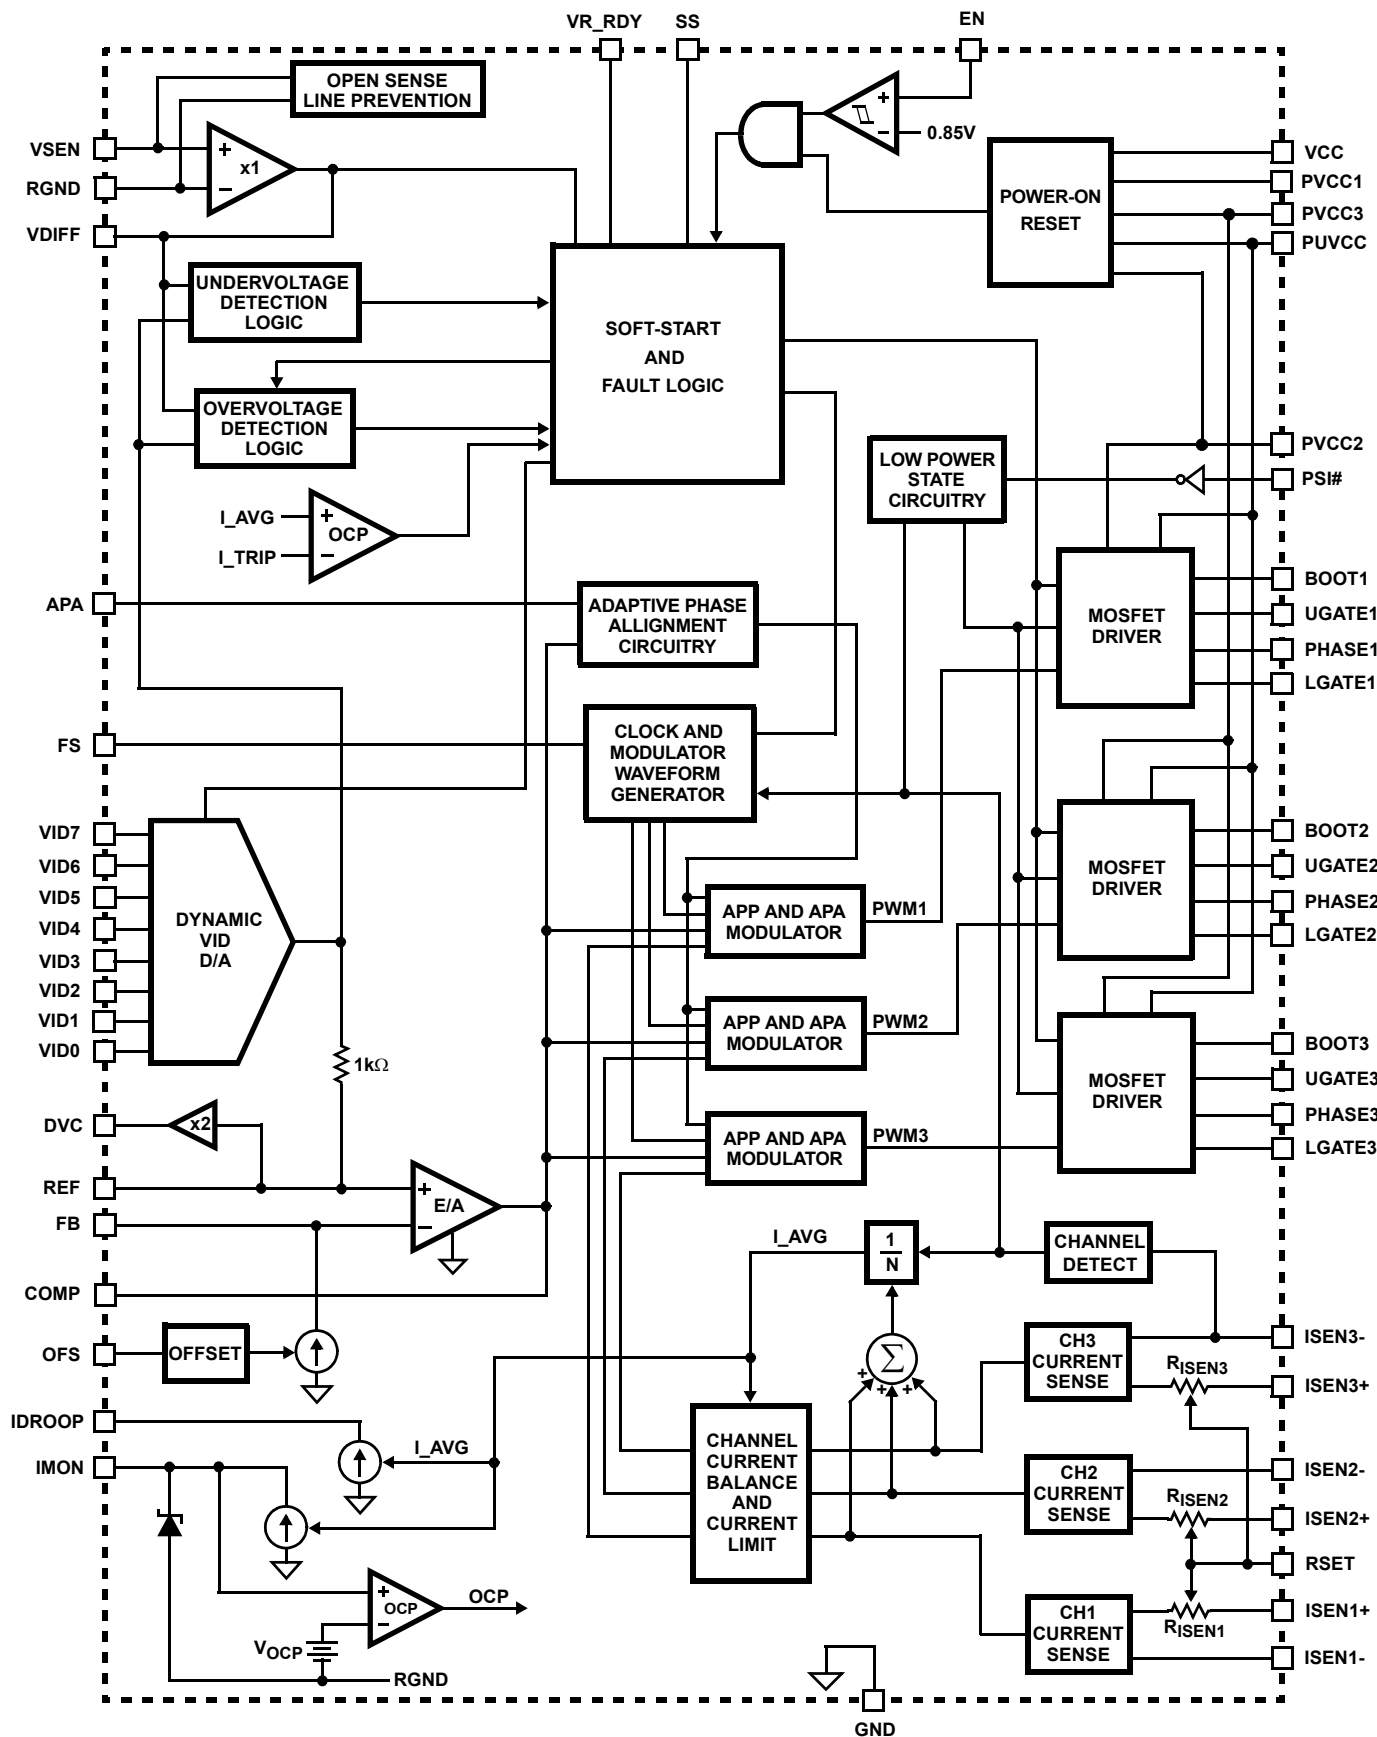 VR_RDY
SS
EN
OPEN SENSE
LINE PREVENTION
VSEN
+
x1
−
RGND
VDIFF
+
−
0.85V
POWER-ON
RESET
VCC
PVCC1
PVCC3
PUVCC
UNDERVOLTAGE
DETECTION
LOGIC
SOFT-START
AND
FAULT LOGIC
OVERVOLTAGE
DETECTION
LOGIC
LOW POWER
STATE
CIRCUITRY
PVCC2
PSI#
I_AVG
+
OCP
I_TRIP
−
APA
ADAPTIVE PHASE
ALLIGNMENT
CIRCUITRY
MOSFET
DRIVER
BOOT1
UGATE1
PHASE1
LGATE1
FS
CLOCK AND
MODULATOR
WAVEFORM
GENERATOR
VID7
VID6
VID5
VID4
VID3
VID2
VID1
VID0
DYNAMIC
VID
D/A
MOSFET
DRIVER
BOOT2
UGATE2
PHASE2
LGATE2
APP AND APA
MODULATOR
PWM1
APP AND APA
MODULATOR
PWM2
1kΩ
MOSFET
DRIVER
BOOT3
UGATE3
PHASE3
LGATE3
DVC
x2
APP AND APA
MODULATOR
PWM3
REF
+
E/A
−
FB
I_AVG
1
N
CHANNEL
DETECT
COMP
OFS
OFFSET
Σ
+
+
+
CH3
CURRENT
SENSE
RISEN3
ISEN3-
ISEN3+
IDROOP
I_AVG
IMON
CHANNEL
CURRENT
BALANCE
AND
CURRENT
LIMIT
CH2
CURRENT
SENSE
RISEN2
ISEN2-
ISEN2+
RSET
+
OCP
−
OCP
VOCP
RGND
CH1
CURRENT
SENSE
RISEN1
ISEN1+
ISEN1-
GND